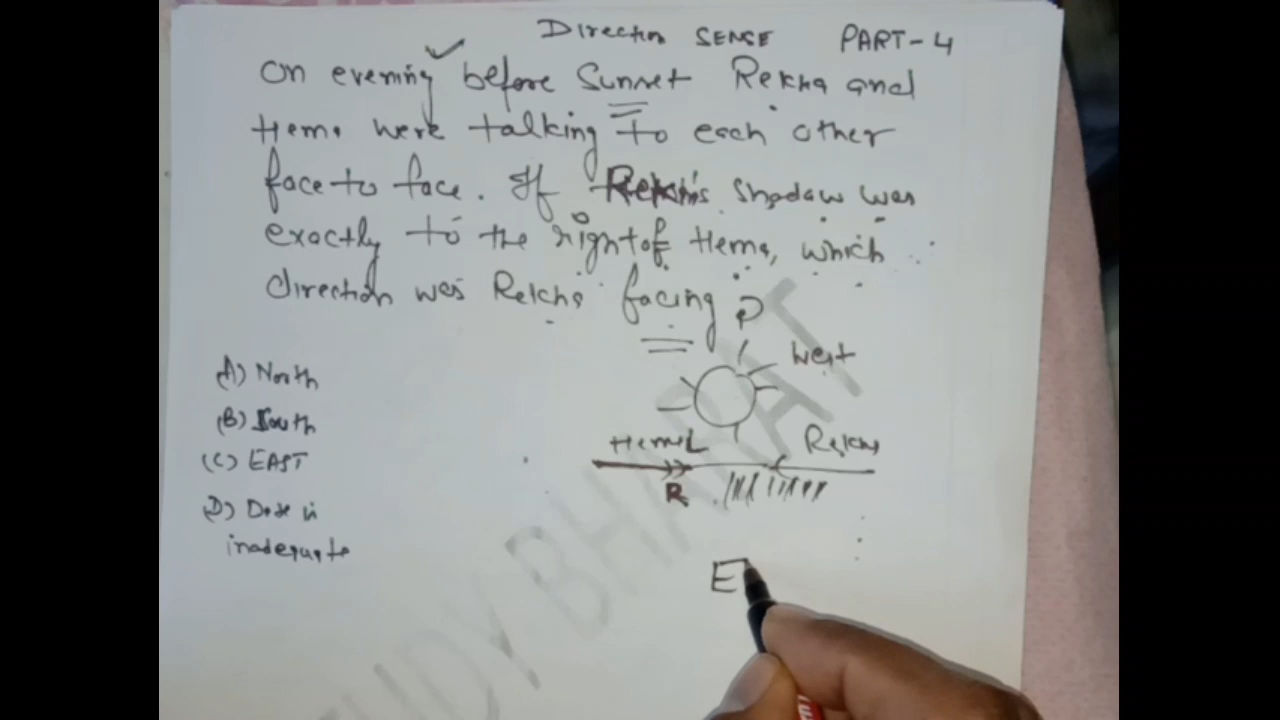 Direction SENSE PART-4
On evening before Sunset Rekha and
Hema were talking to each other
face to face. If Rekha's shadow was
exactly to the right of Hema, which
direction was Rekha facing ?
(A) North
(B) South
(C) EAST
(D) Data is
inadequate
West
Hema L Rekha
R
E
STUDY BHARAT